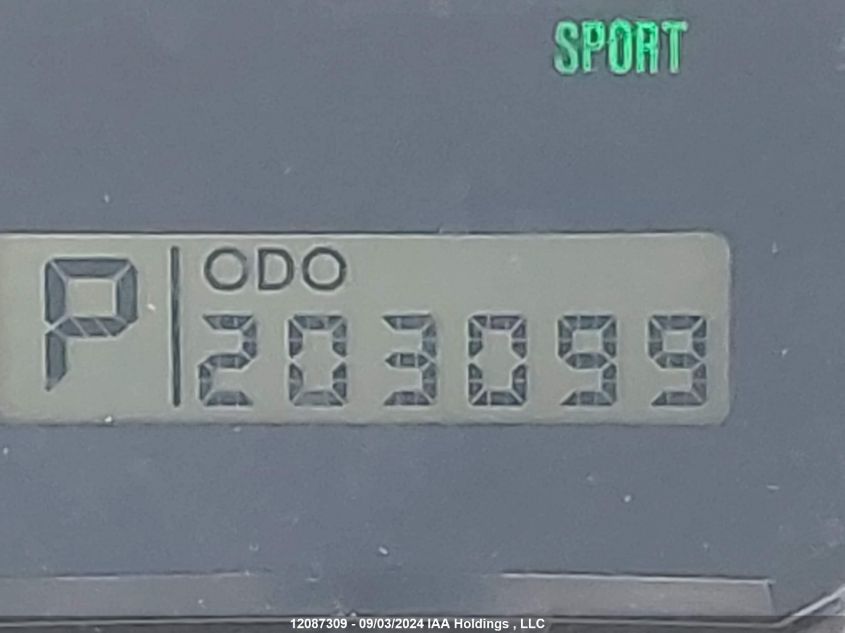 SPORT
P
ODO
203099
12087309 - 09/03/2024 IAA Holdings , LLC